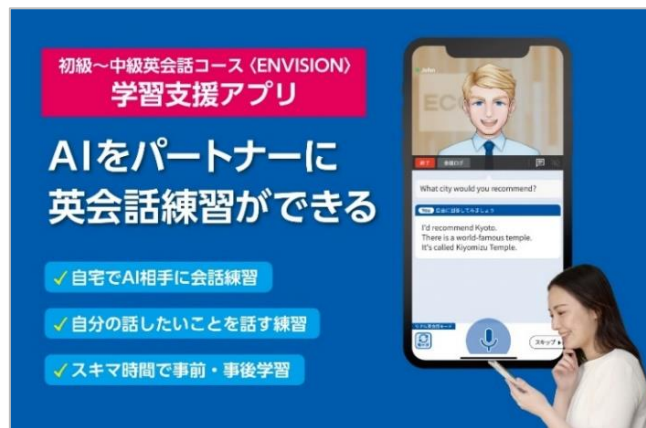 初級～中級英会話コース〈ENVISION〉
学習支援アプリ
AIをパートナーに
英会話練習ができる
✓自宅でAI相手に会話練習
✓自分の話したいことを話す練習
✓スキマ時間で事前・事後学習
John
What city would you recommend?
You
I'd recommend Kyoto.
There is a world-famous temple.
It's called Kiyomizu Temple.
スキップ